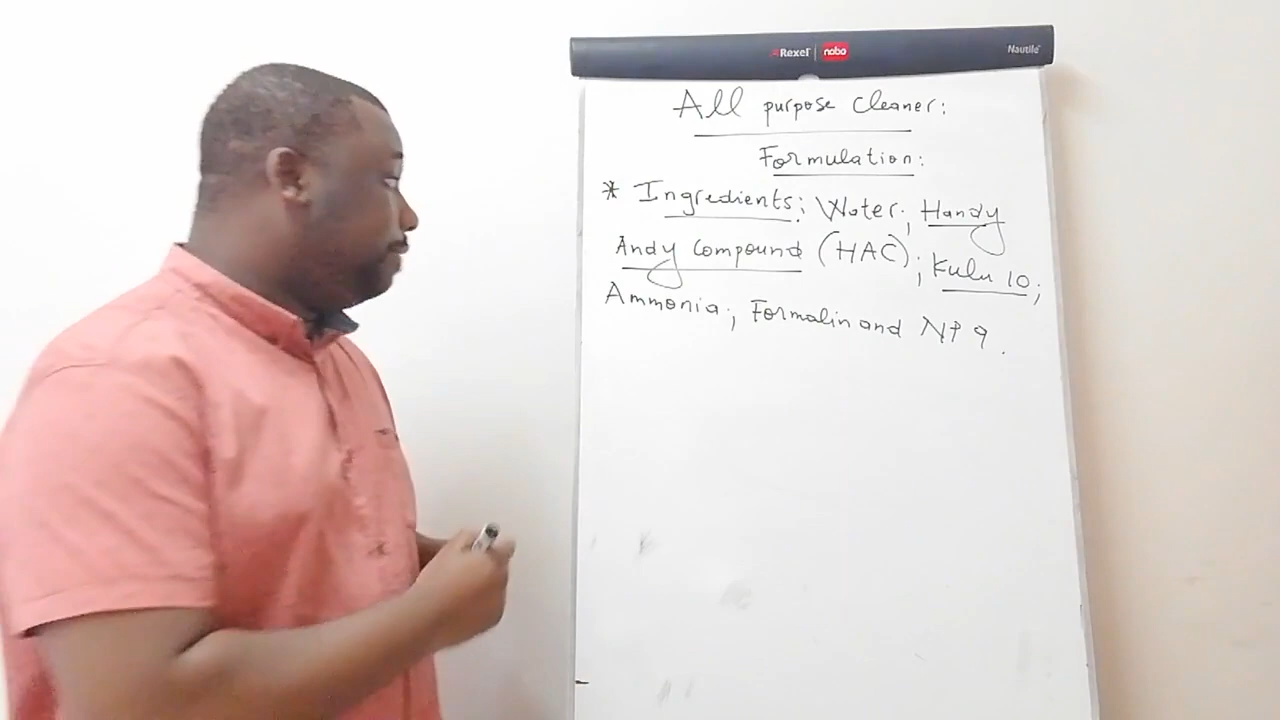 Rexel nobo Nautile
All purpose Cleaner:
Formulation:
* Ingredients: Water; Handy
Andy Compound (HAC); Kulu 10;
Ammonia; Formalin and NP 9.